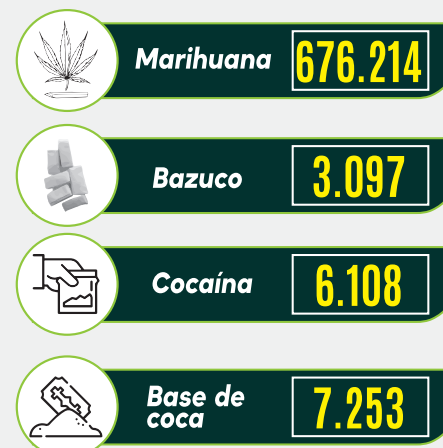 Marihuana 676.214
Bazuco 3.097
Cocaína 6.108
Base de
coca 7.253